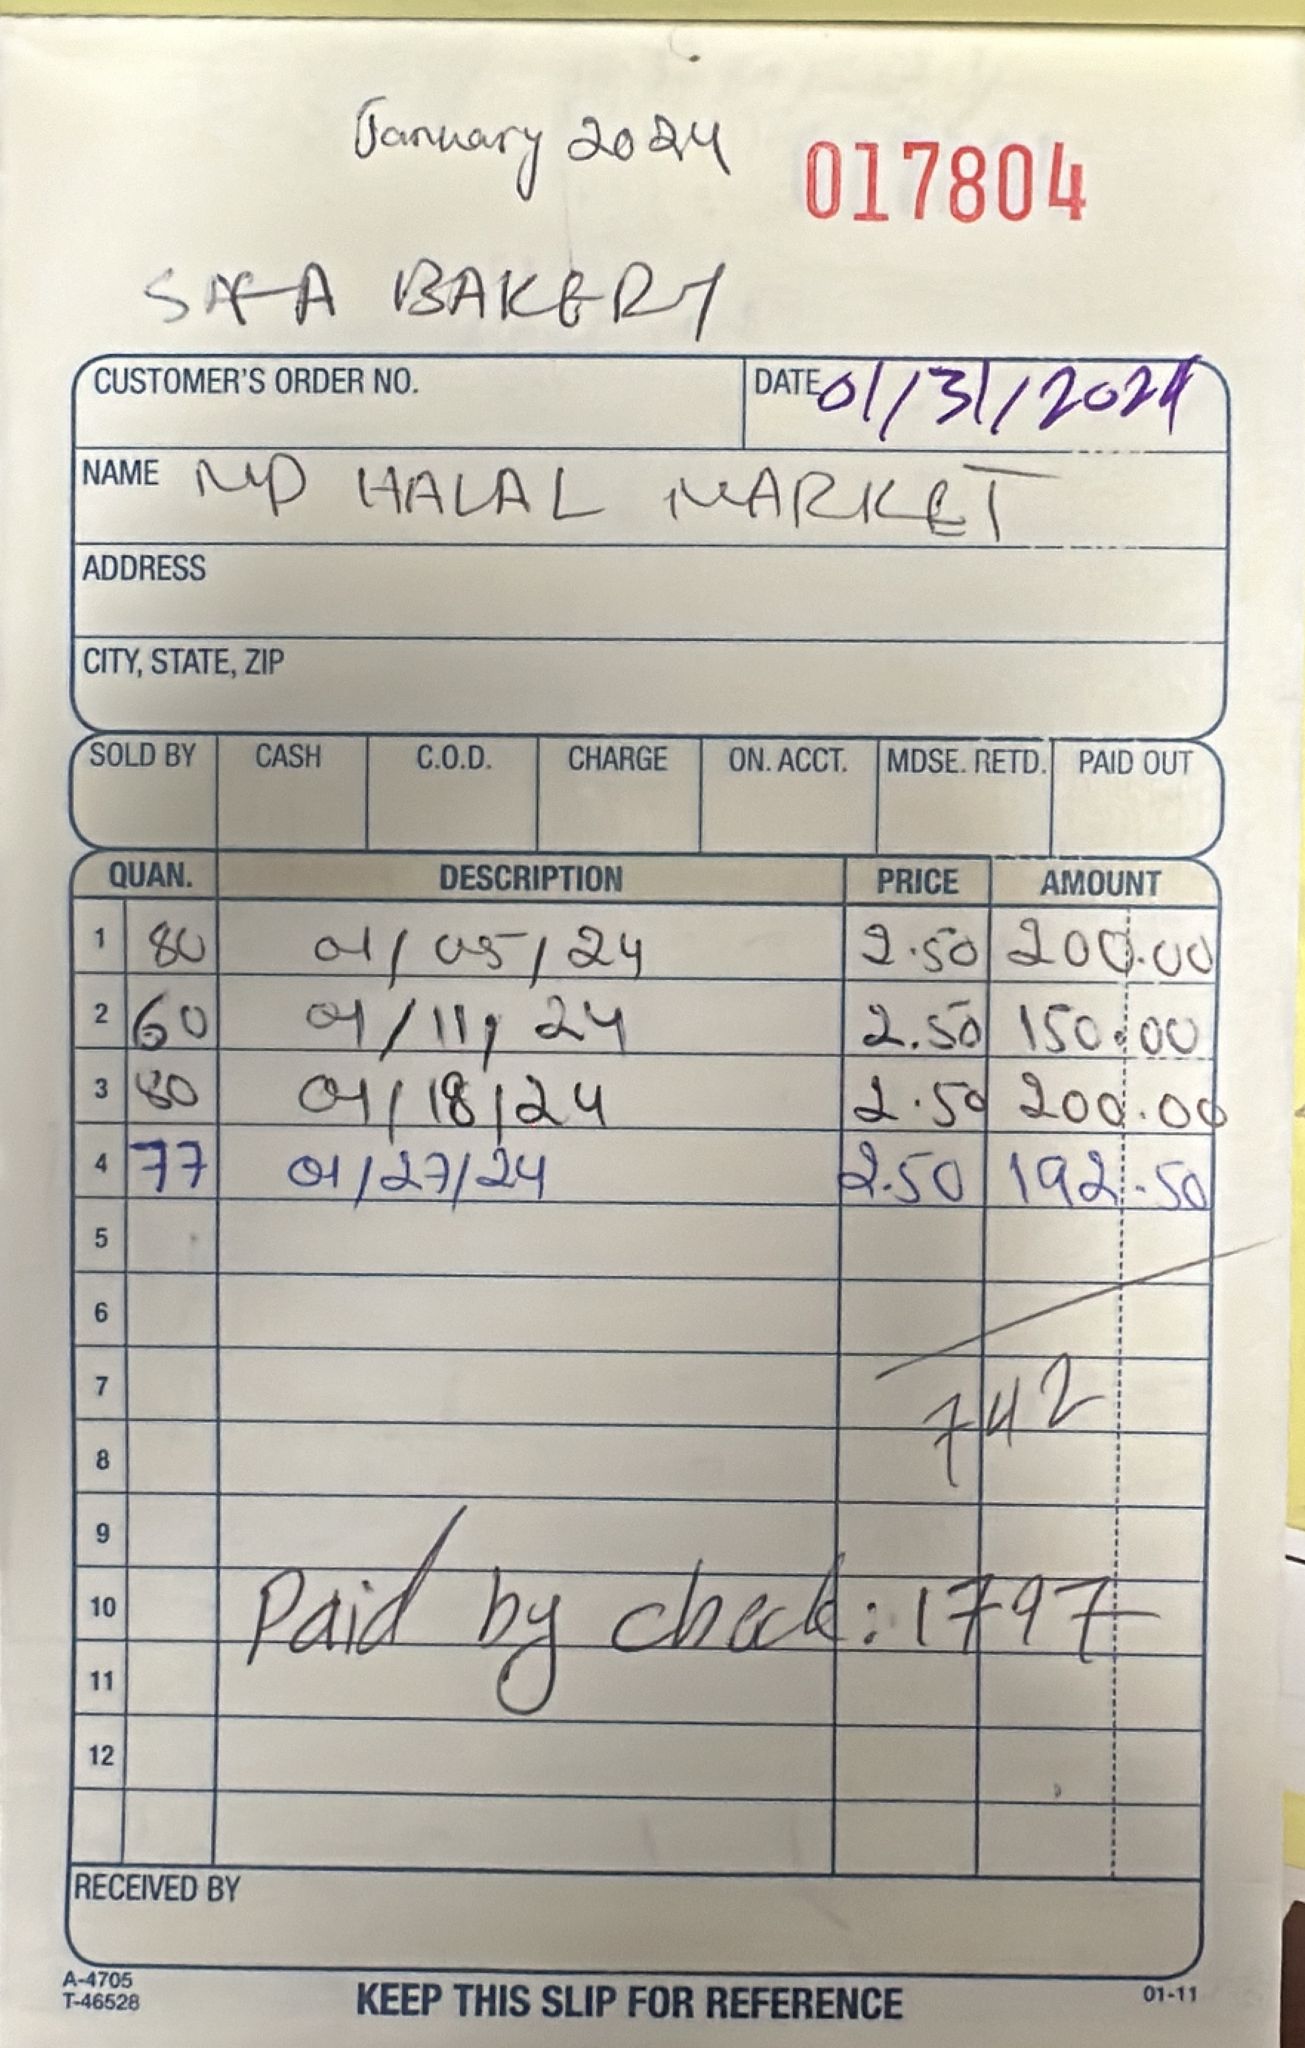 January 2024
017804
SAFA BAKERY
CUSTOMER'S ORDER NO. DATE 01/31/2024
NAME MD HALAL MARKET
ADDRESS
CITY, STATE, ZIP
SOLD BY CASH C.O.D. CHARGE ON. ACCT. MDSE. RETD. PAID OUT
QUAN. DESCRIPTION PRICE AMOUNT
1 80 01/05/24 2.50 200.00
2 60 01/11/24 2.50 150.00
3 80 01/18/24 2.50 200.00
4 77 01/27/24 2.50 192.50
5
6
7 742
8
9
10 Paid by check: 1797
11
12
RECEIVED BY
A-4705
T-46528
KEEP THIS SLIP FOR REFERENCE
01-11